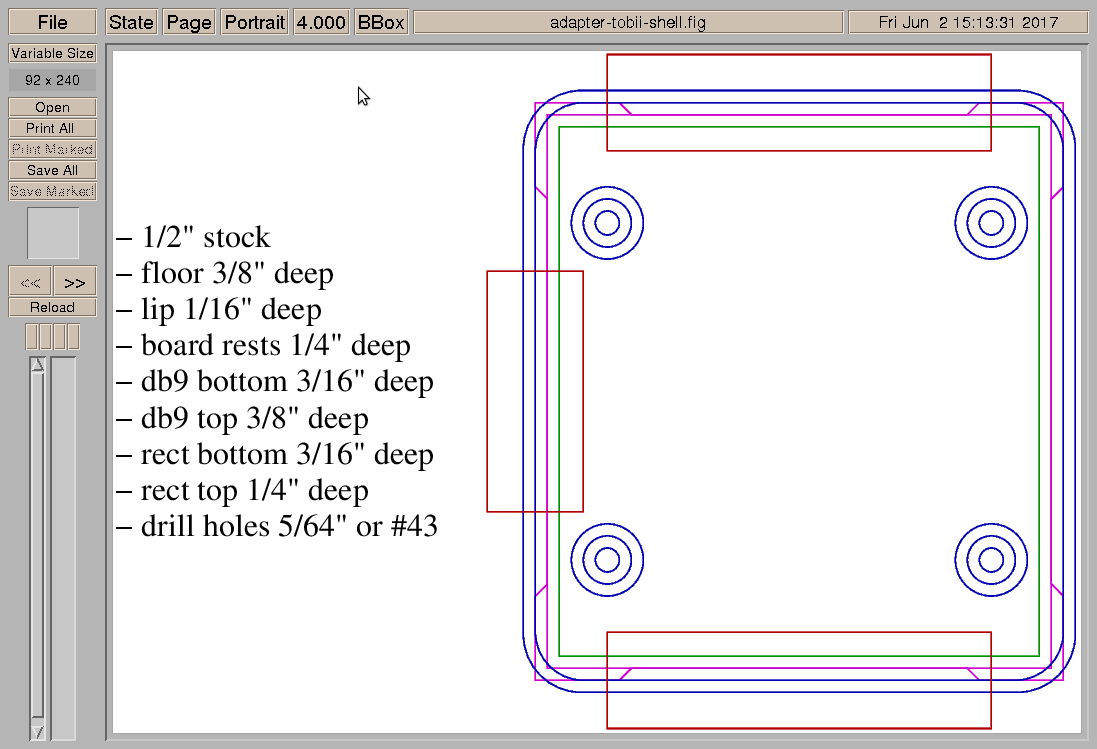 File State Page Portrait 4.000 BBox adapter-tobii-shell.fig Fri Jun  2 15:13:31 2017
Variable Size
92 x 240
Open
Print All
Print Marked
Save All
Save Marked
<< >>
Reload
– 1/2" stock
– floor 3/8" deep
– lip 1/16" deep
– board rests 1/4" deep
– db9 bottom 3/16" deep
– db9 top 3/8" deep
– rect bottom 3/16" deep
– rect top 1/4" deep
– drill holes 5/64" or #43